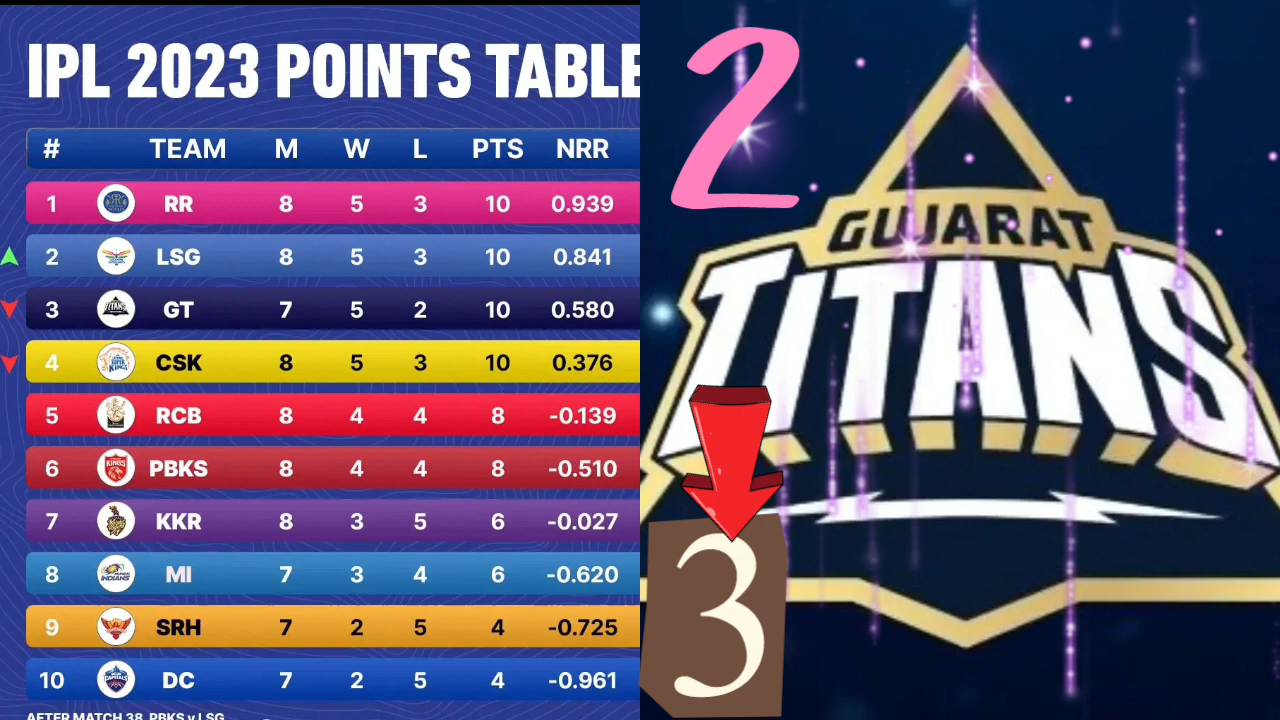 IPL 2023 POINTS TABLE
# TEAM M W L PTS NRR
1 RR 8 5 3 10 0.939
2 LSG 8 5 3 10 0.841
3 GT 7 5 2 10 0.580
4 CSK 8 5 3 10 0.376
5 RCB 8 4 4 8 -0.139
6 PBKS 8 4 4 8 -0.510
7 KKR 8 3 5 6 -0.027
8 MI 7 3 4 6 -0.620
9 SRH 7 2 5 4 -0.725
10 DC 7 2 5 4 -0.961
AFTER MATCH 38, PBKS v LSG
2
GUJARAT
TITANS
3